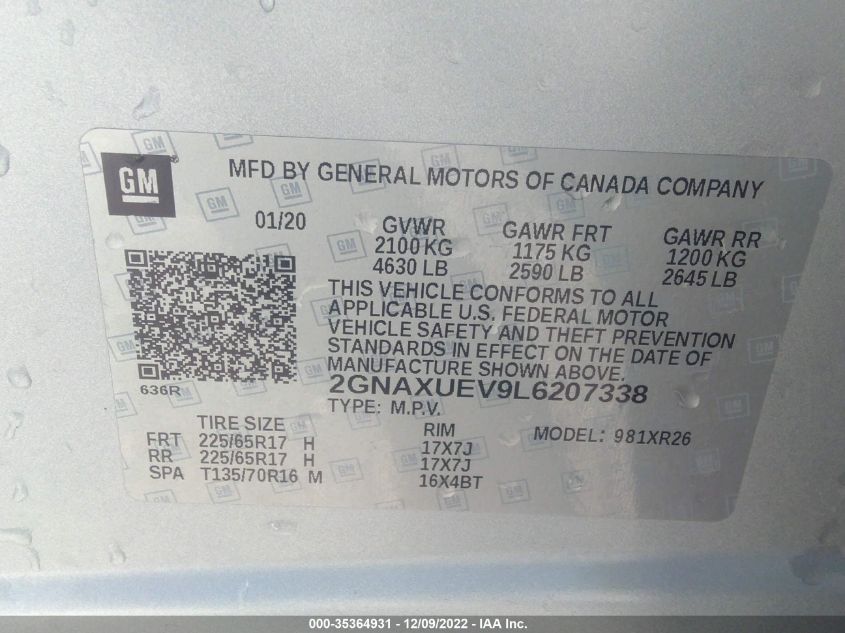 GM
MFD BY GENERAL MOTORS OF CANADA COMPANY
01/20
GVWR
2100 KG
4630 LB
GAWR FRT
1175 KG
2590 LB
GAWR RR
1200 KG
2645 LB
THIS VEHICLE CONFORMS TO ALL
APPLICABLE U.S. FEDERAL MOTOR
VEHICLE SAFETY AND THEFT PREVENTION
STANDARDS IN EFFECT ON THE DATE OF
MANUFACTURE SHOWN ABOVE.
636R
2GNAXUEV9L6207338
TYPE: M.P.V.
TIRE SIZE
RIM
MODEL: 981XR26
FRT 225/65R17 H 17X7J
RR 225/65R17 H 17X7J
SPA T135/70R16 M 16X4BT
000-35364931 - 12/09/2022 - IAA Inc.